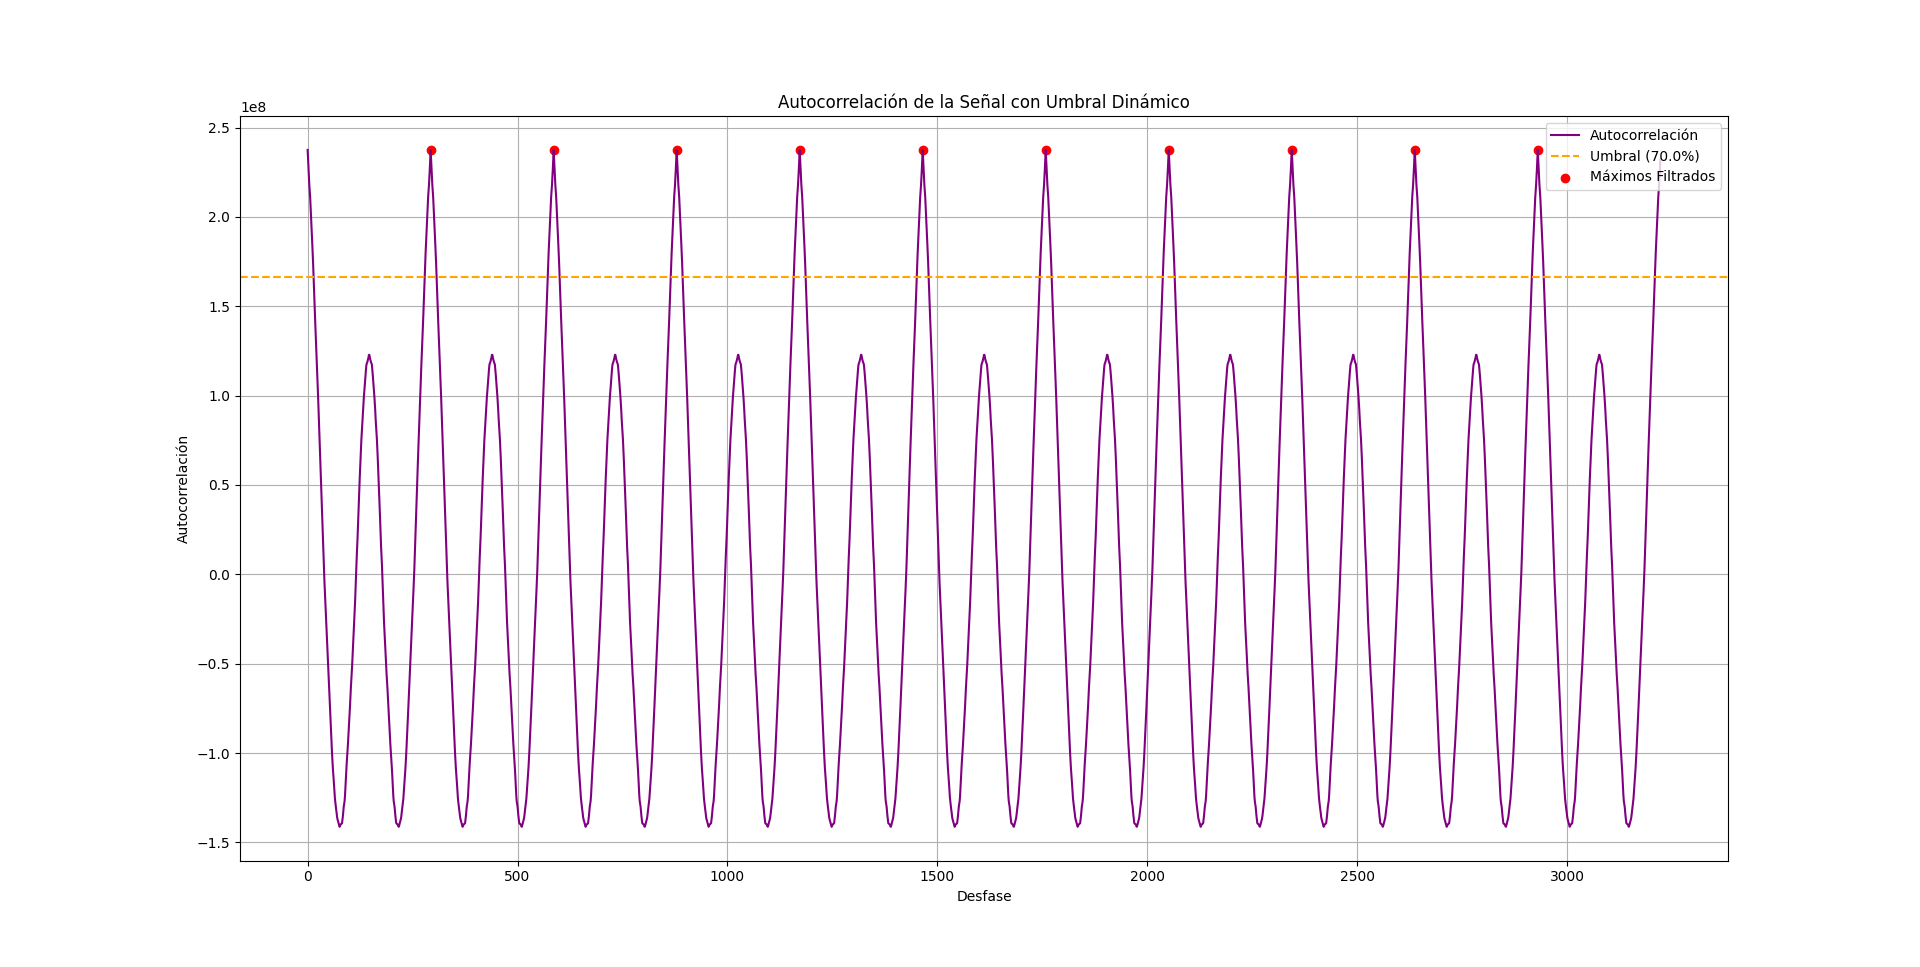 Autocorrelación de la Señal con Umbral Dinámico
1e8
2.5
2.0
1.5
1.0
0.5
0.0
−0.5
−1.0
−1.5
Autocorrelación
Autocorrelación
Umbral (70.0%)
Máximos Filtrados
0
500
1000
1500
2000
2500
3000
Desfase